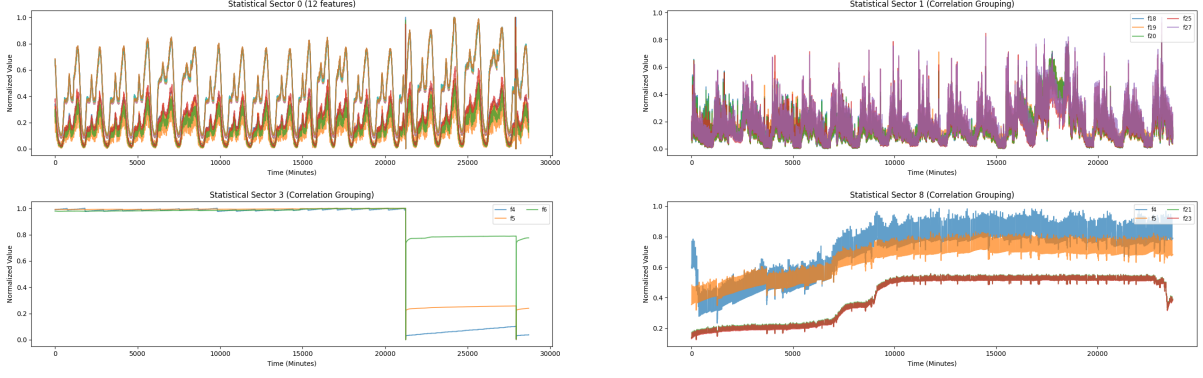 Statistical Sector 0 (12 features)
Normalized Value
1.0
0.8
0.6
0.4
0.2
0.0
0 5000 10000 15000 20000 25000 30000
Time (Minutes)
Statistical Sector 1 (Correlation Grouping)
f18 f25
f19 f27
f20
Normalized Value
1.0
0.8
0.6
0.4
0.2
0.0
0 5000 10000 15000 20000
Time (Minutes)
Statistical Sector 3 (Correlation Grouping)
f4 f6
f5
Normalized Value
1.0
0.8
0.6
0.4
0.2
0.0
0 5000 10000 15000 20000 25000 30000
Time (Minutes)
Statistical Sector 8 (Correlation Grouping)
f4 f21
f5 f23
Normalized Value
1.0
0.8
0.6
0.4
0.2
0 5000 10000 15000 20000
Time (Minutes)